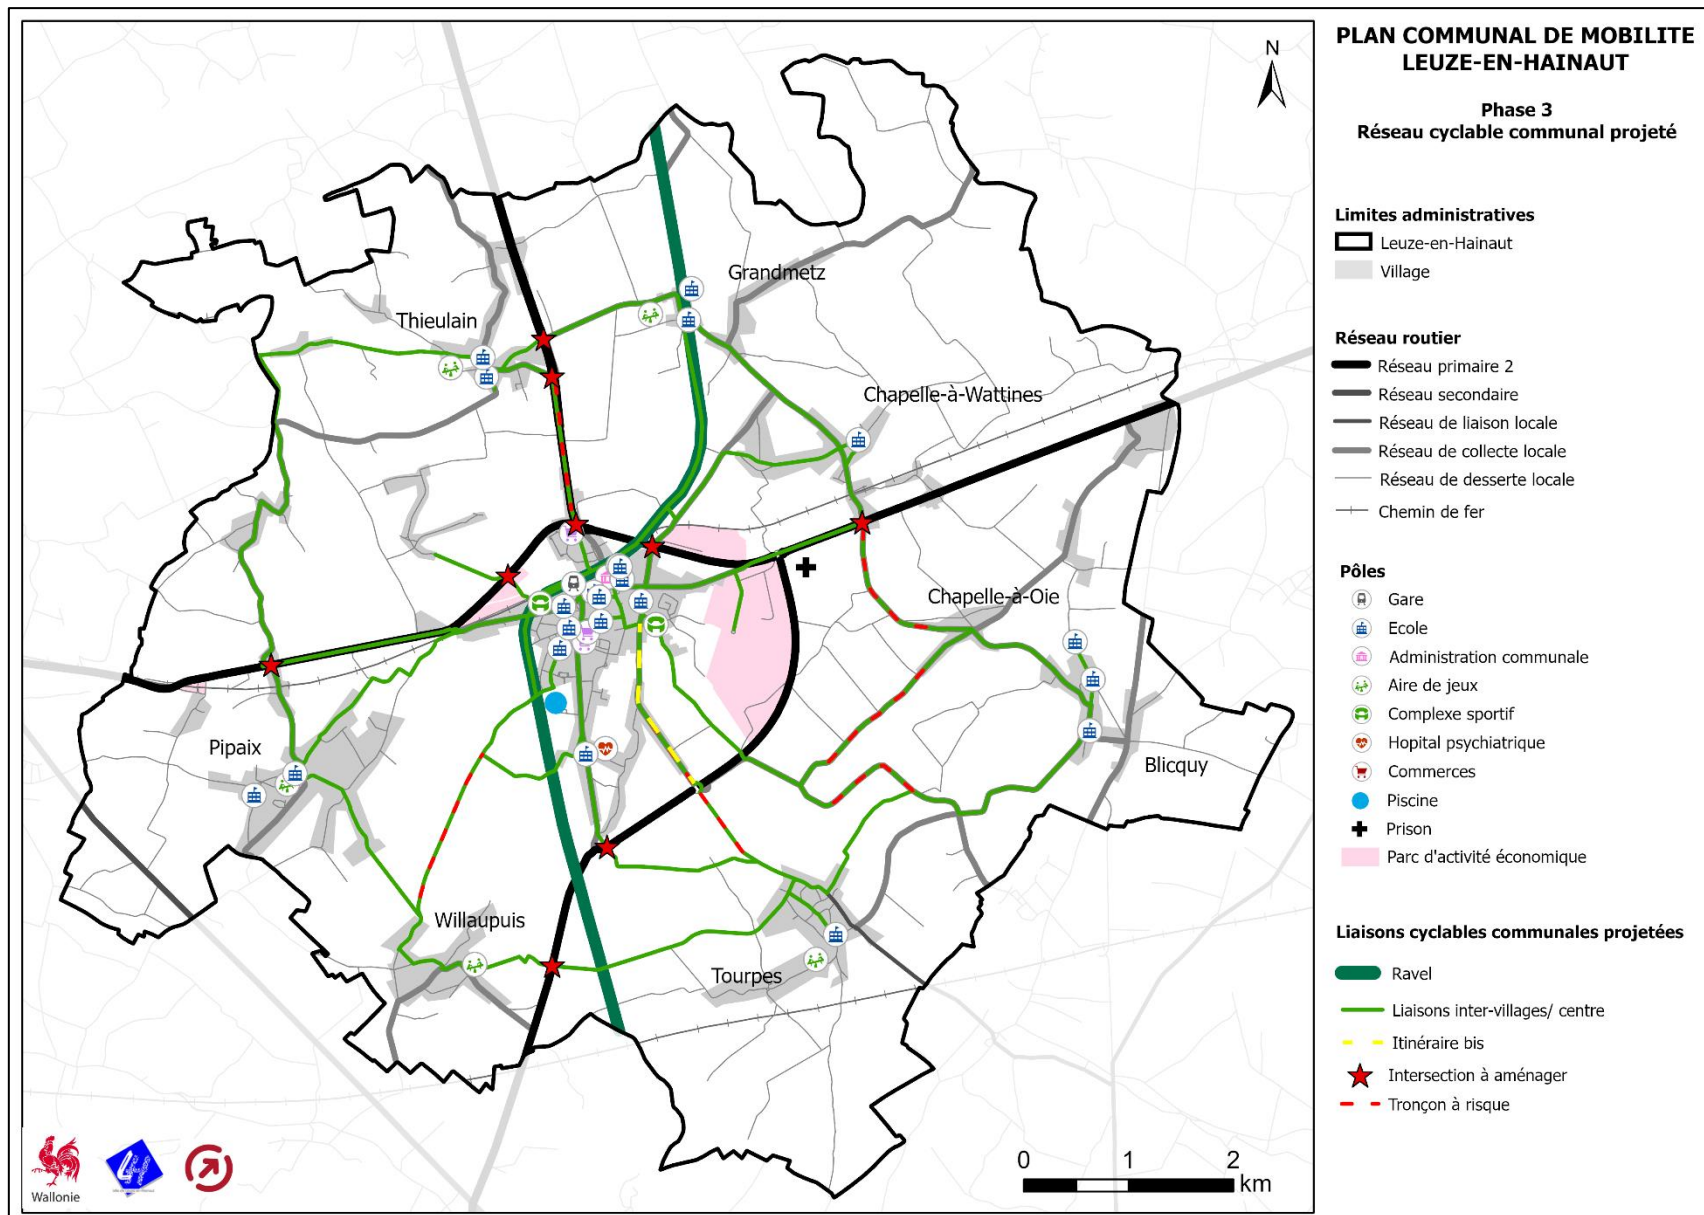 PLAN COMMUNAL DE MOBILITE
LEUZE-EN-HAINAUT
Phase 3
Réseau cyclable communal projeté
Limites administratives
Leuze-en-Hainaut
Village
Réseau routier
Réseau primaire 2
Réseau secondaire
Réseau de liaison locale
Réseau de collecte locale
Réseau de desserte locale
Chemin de fer
Pôles
Gare
Ecole
Administration communale
Aire de jeux
Complexe sportif
Hopital psychiatrique
Commerces
Piscine
Prison
Parc d'activité économique
Liaisons cyclables communales projetées
Ravel
Liaisons inter-villages/ centre
Itinéraire bis
Intersection à aménager
Tronçon à risque
N
Grandmetz
Thieulain
Chapelle-à-Wattines
Chapelle-à-Oie
Pipaix
Blicquy
Willaupuis
Tourpes
Wallonie
0 1 2
km